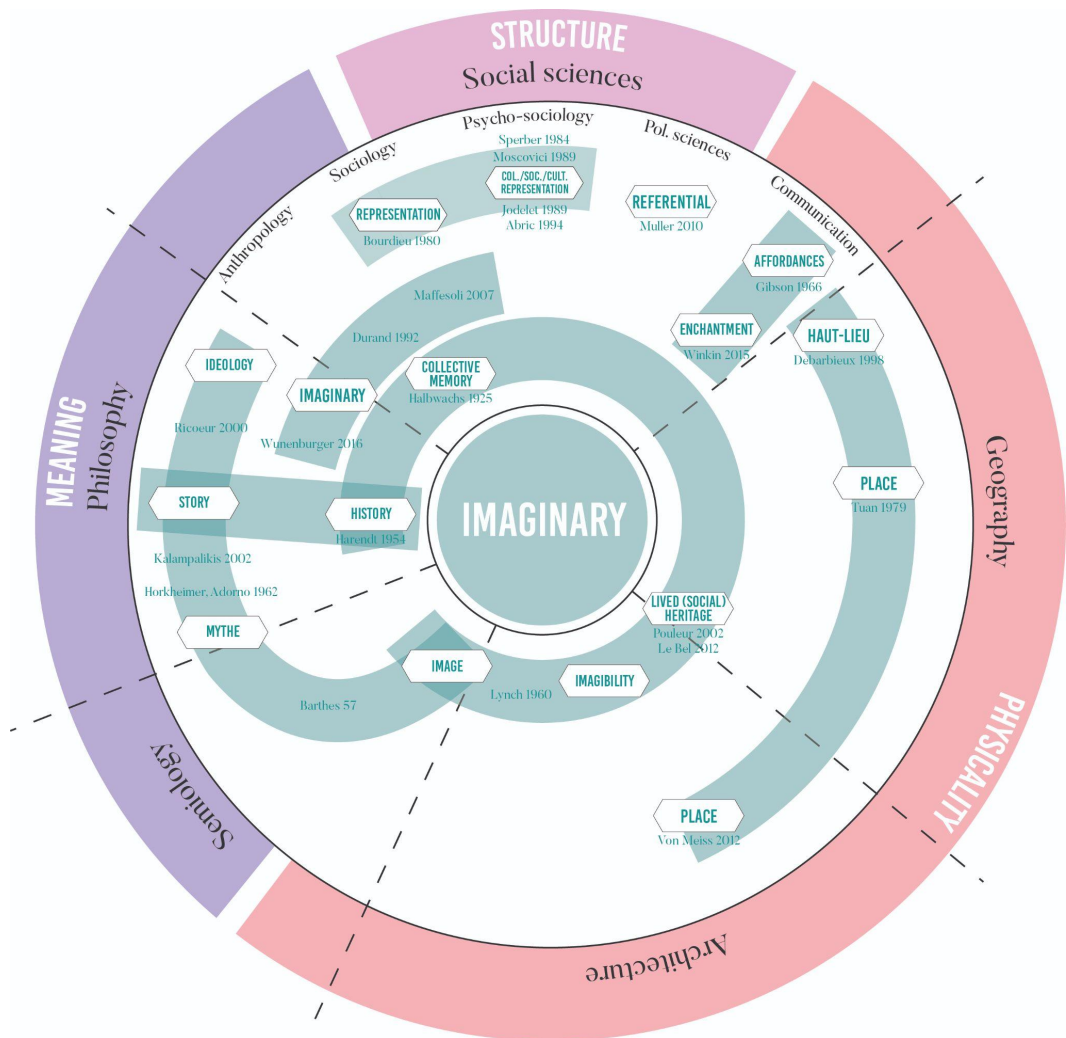 STRUCTURE
Social sciences
Psycho-sociology
Sociology
Pol. sciences
Anthropology
Communication
Sperber 1984
Moscovici 1989
COL./SOC./CULT.
REPRESENTATION
Jodelet 1989
Abric 1994
REPRESENTATION
Bourdieu 1980
REFERENTIAL
Muller 2010
AFFORDANCES
Gibson 1966
Maffesoli 2007
Durand 1992
ENCHANTMENT
Winkin 2015
HAUT-LIEU
Debarbieux 1998
IDEOLOGY
COLLECTIVE
MEMORY
Halbwachs 1925
IMAGINARY
Ricoeur 2000
Wunenburger 2016
MEANING
Philosophy
Geography
PLACE
Tuan 1979
STORY
HISTORY
Harendt 1954
IMAGINARY
Kalampalikis 2002
Horkheimer, Adorno 1962
MYTHE
LIVED (SOCIAL)
HERITAGE
Pouleur 2002
Le Bel 2012
IMAGE
IMAGIBILITY
Lynch 1960
Barthes 57
PHYSICALITY
Semiology
PLACE
Von Meiss 2012
Architecture